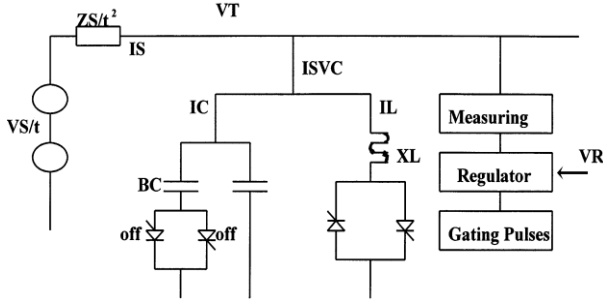 ZS/t²
VT
IS
ISVC
IC
IL
VS/t
Measuring
BC
XL
VR
Regulator
off
off
Gating Pulses